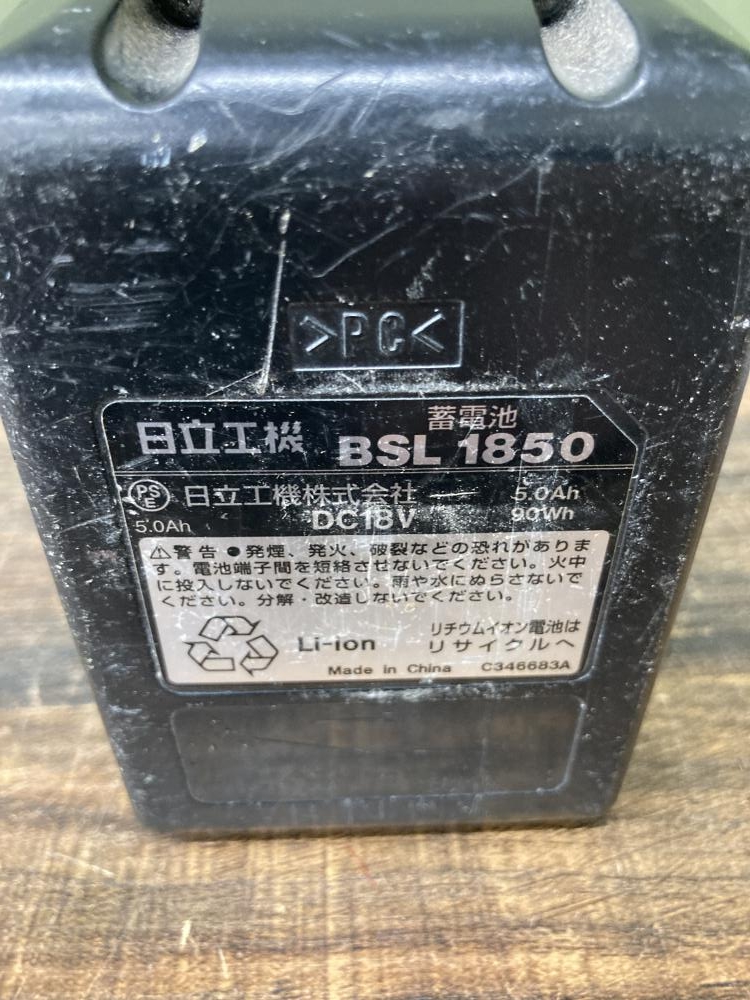 >PC<
蓄電池
日立工機 BSL 1850
PS
E
日立工機株式会社 5.0Ah
5.0Ah DC18V 90Wh
⚠警告 ●発煙、発火、破裂などの恐れがありま
す。電池端子間を短絡させないでください。火中
に投入しないでください。雨や水にぬらさないで
ください。分解・改造しないでください。
Li-ion リチウムイオン電池は
リサイクルへ
Made in China C346683A